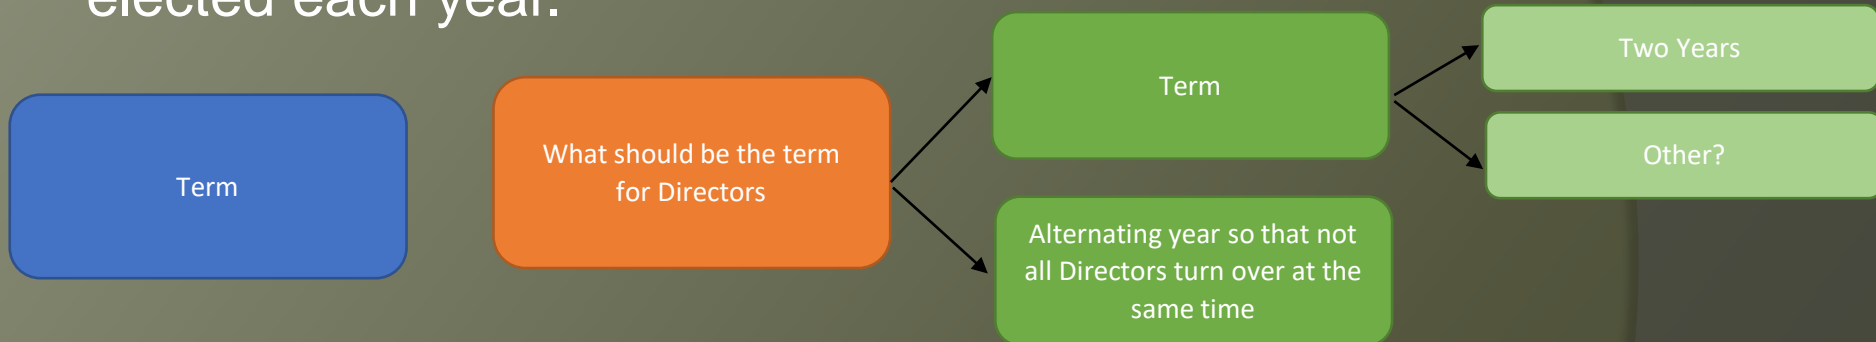 elected each year.
Term
What should be the term
for Directors
Term
Two Years
Other?
Alternating year so that not
all Directors turn over at the
same time